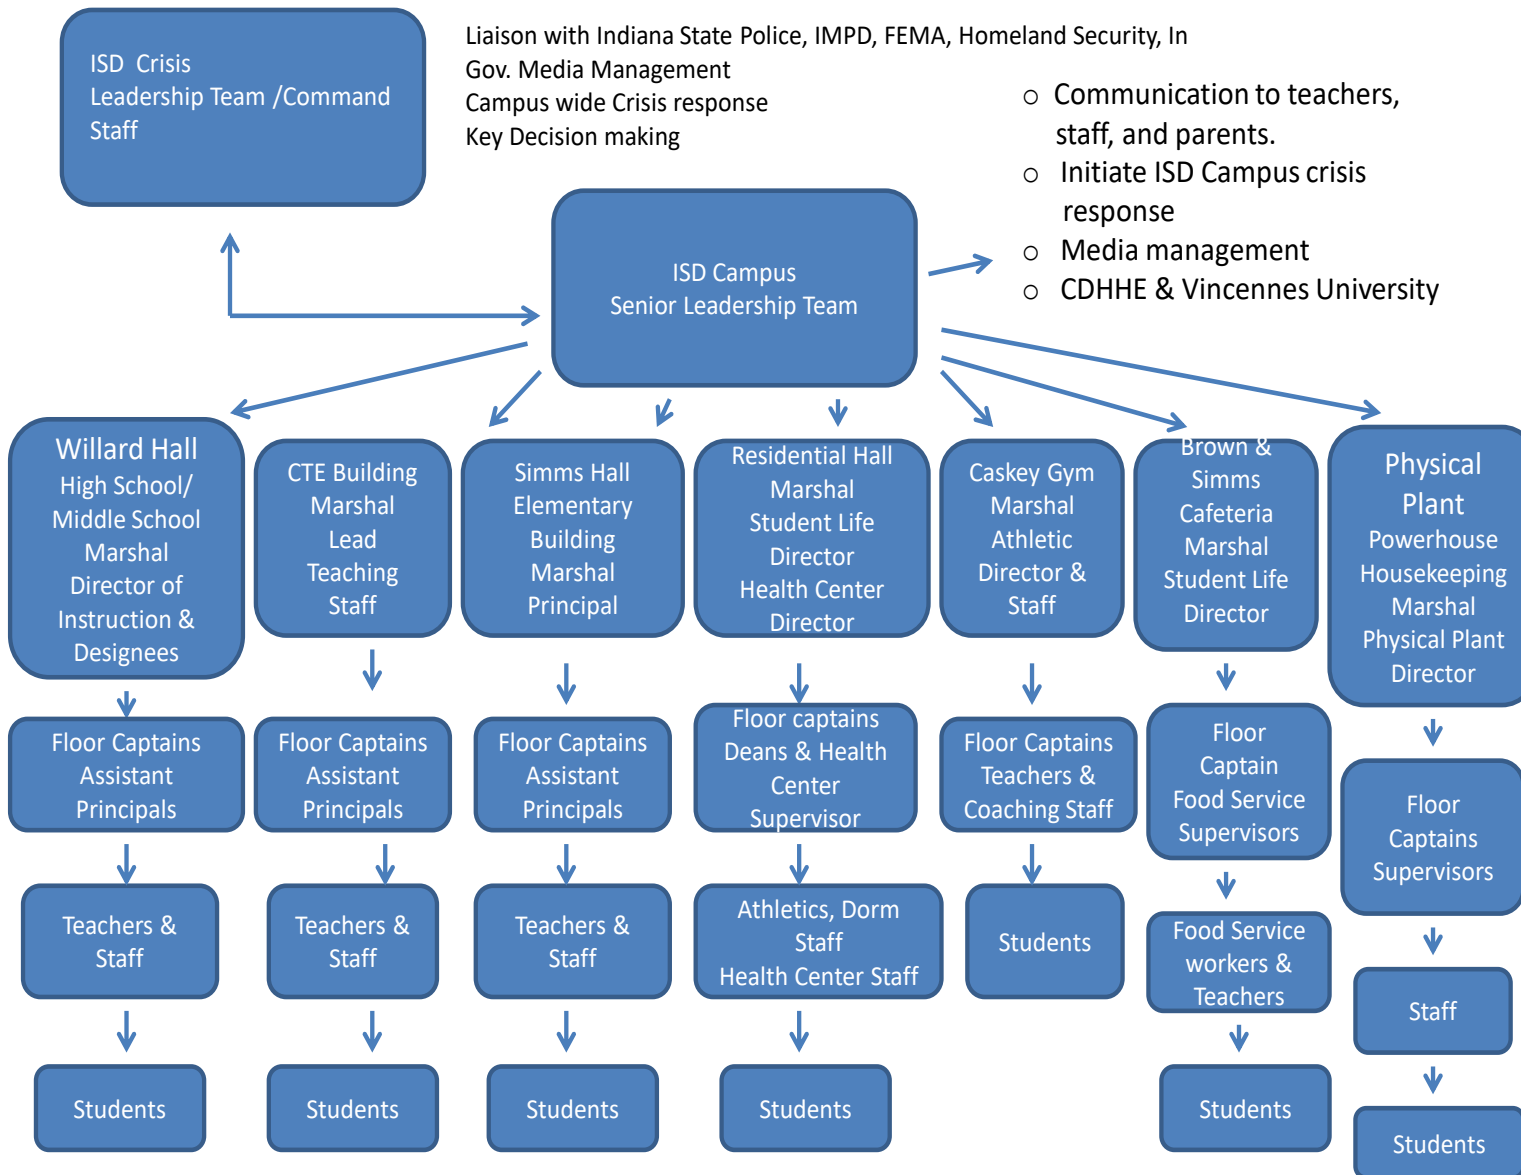 ISD Crisis
Leadership Team /Command
Staff
Liaison with Indiana State Police, IMPD, FEMA, Homeland Security, In
Gov. Media Management
Campus wide Crisis response
Key Decision making
○ Communication to teachers,
staff, and parents.
○ Initiate ISD Campus crisis
response
○ Media management
○ CDHHE & Vincennes University
ISD Campus
Senior Leadership Team
Willard Hall
High School/
Middle School
Marshal
Director of
Instruction &
Designees
CTE Building
Marshal
Lead
Teaching
Staff
Simms Hall
Elementary
Building
Marshal
Principal
Residential Hall
Marshal
Student Life
Director
Health Center
Director
Caskey Gym
Marshal
Athletic
Director &
Staff
Brown &
Simms
Cafeteria
Marshal
Student Life
Director
Physical
Plant
Powerhouse
Housekeeping
Marshal
Physical Plant
Director
Floor Captains
Assistant
Principals
Floor Captains
Assistant
Principals
Floor Captains
Assistant
Principals
Floor captains
Deans & Health
Center
Supervisor
Floor Captains
Teachers &
Coaching Staff
Floor
Captain
Food Service
Supervisors
Floor
Captains
Supervisors
Teachers &
Staff
Teachers &
Staff
Teachers &
Staff
Athletics, Dorm
Staff
Health Center Staff
Students
Food Service
workers &
Teachers
Staff
Students
Students
Students
Students
Students
Students